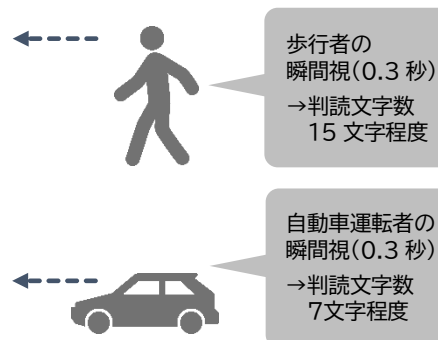 歩行者の
瞬間視(0.3 秒)
→判読文字数
15 文字程度
自動車運転者の
瞬間視(0.3 秒)
→判読文字数
7文字程度